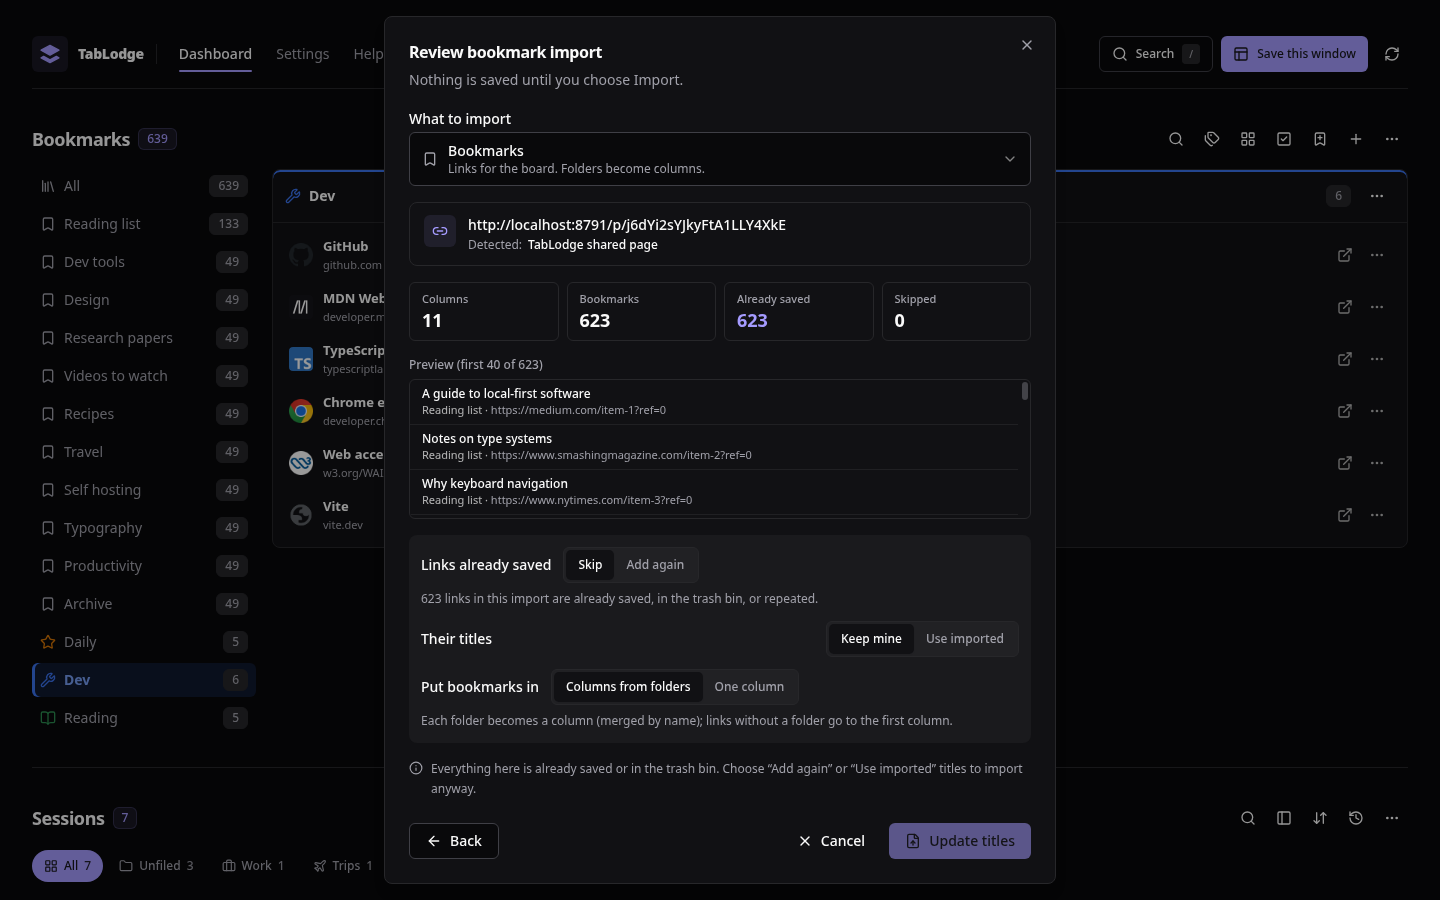 TabLodge
Dashboard
Settings
Help
Search /
Save this window
Bookmarks 639
All 639
Reading list 133
Dev tools 49
Design 49
Research papers 49
Videos to watch 49
Recipes 49
Travel 49
Self hosting 49
Typography 49
Productivity 49
Archive 49
Daily 5
Dev 6
Reading 5
Dev
6
GitHub
github.com
MDN Web
developer.m
TypeScrip
typescriptla
Chrome e
developer.ch
Web acce
w3.org/WAI
Vite
vite.dev
Sessions 7
All 7
Unfiled 3
Work 1
Trips 1
Review bookmark import
Nothing is saved until you choose Import.
What to import
Bookmarks
Links for the board. Folders become columns.
http://localhost:8791/p/j6dYi2sYJkyFtA1LLY4XkE
Detected: TabLodge shared page
Columns
11
Bookmarks
623
Already saved
623
Skipped
0
Preview (first 40 of 623)
A guide to local-first software
Reading list · https://medium.com/item-1?ref=0
Notes on type systems
Reading list · https://www.smashingmagazine.com/item-2?ref=0
Why keyboard navigation
Reading list · https://www.nytimes.com/item-3?ref=0
Links already saved Skip Add again
623 links in this import are already saved, in the trash bin, or repeated.
Their titles Keep mine Use imported
Put bookmarks in Columns from folders One column
Each folder becomes a column (merged by name); links without a folder go to the first column.
Everything here is already saved or in the trash bin. Choose “Add again” or “Use imported” titles to import
anyway.
Back
Cancel
Update titles